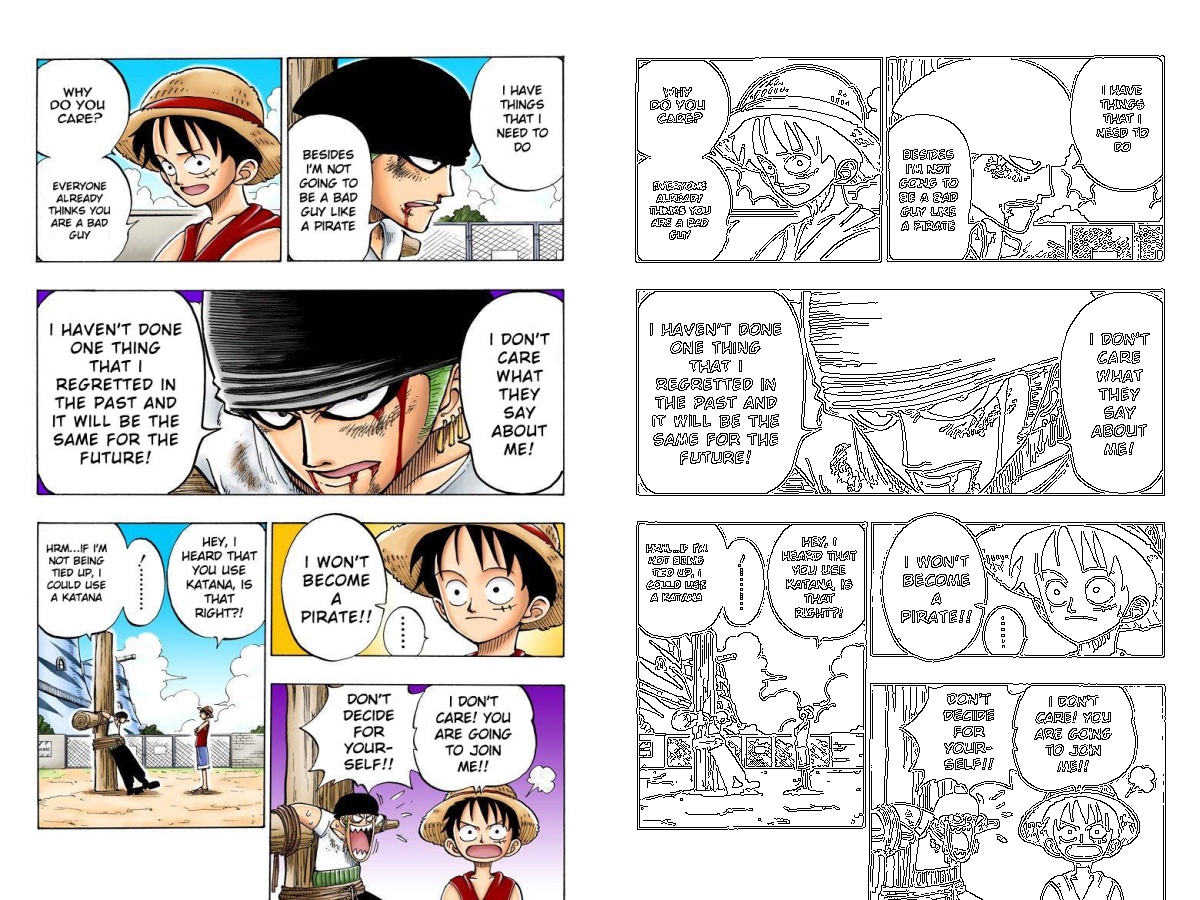 WHY
DO YOU
CARE?
EVERYONE
ALREADY
THINKS YOU
ARE A BAD
GUY
BESIDES
I'M NOT
GOING TO
BE A BAD
GUY LIKE
A PIRATE
I HAVE
THINGS
THAT I
NEED TO
DO
I HAVEN'T DONE
ONE THING
THAT I
REGRETTED IN
THE PAST AND
IT WILL BE THE
SAME FOR THE
FUTURE!
I DON'T
CARE
WHAT
THEY
SAY
ABOUT
ME!
HRM...IF I'M
NOT BEING
TIED UP, I
COULD USE
A KATANA
HEY, I
HEARD THAT
YOU USE
KATANA, IS
THAT
RIGHT?!
I WON'T
BECOME
A
PIRATE!!
DON'T
DECIDE
FOR
YOUR-
SELF!!
I DON'T
CARE! YOU
ARE GOING
TO JOIN
ME!!
WHY
DO YOU
CARE?
EVERYONE
ALREADY
THINKS YOU
ARE A BAD
GUY
BESIDES
I'M NOT
GOING TO
BE A BAD
GUY LIKE
A PIRATE
I HAVE
THINGS
THAT I
NEED TO
DO
I HAVEN'T DONE
ONE THING
THAT I
REGRETTED IN
THE PAST AND
IT WILL BE THE
SAME FOR THE
FUTURE!
I DON'T
CARE
WHAT
THEY
SAY
ABOUT
ME!
HRM...IF I'M
NOT BEING
TIED UP, I
COULD USE
A KATANA
HEY, I
HEARD THAT
YOU USE
KATANA, IS
THAT
RIGHT?!
I WON'T
BECOME
A
PIRATE!!
DON'T
DECIDE
FOR
YOUR-
SELF!!
I DON'T
CARE! YOU
ARE GOING
TO JOIN
ME!!